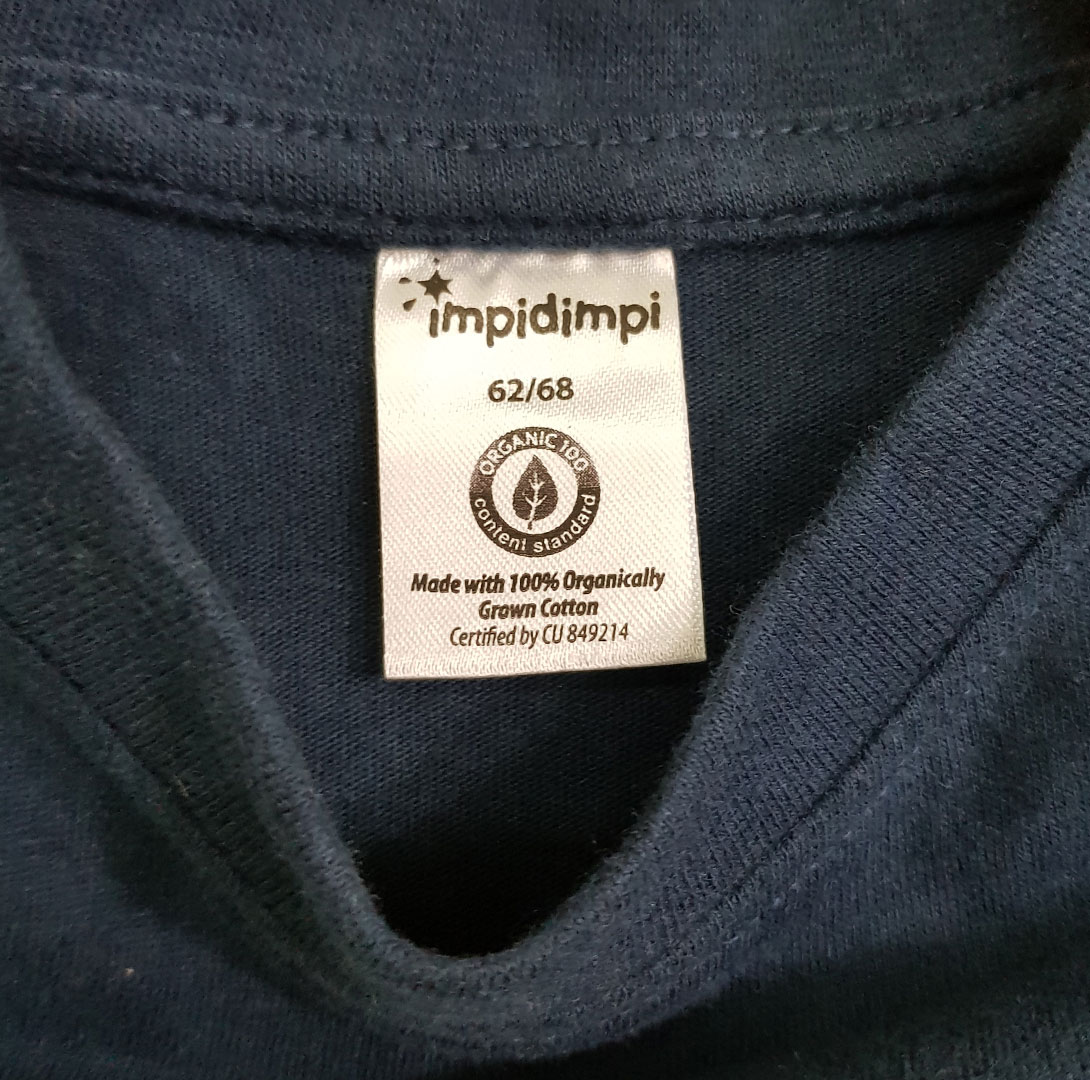 impidimpi
62/68
ORGANIC 100
content standard
Made with 100% Organically
Grown Cotton
Certified by CU 849214